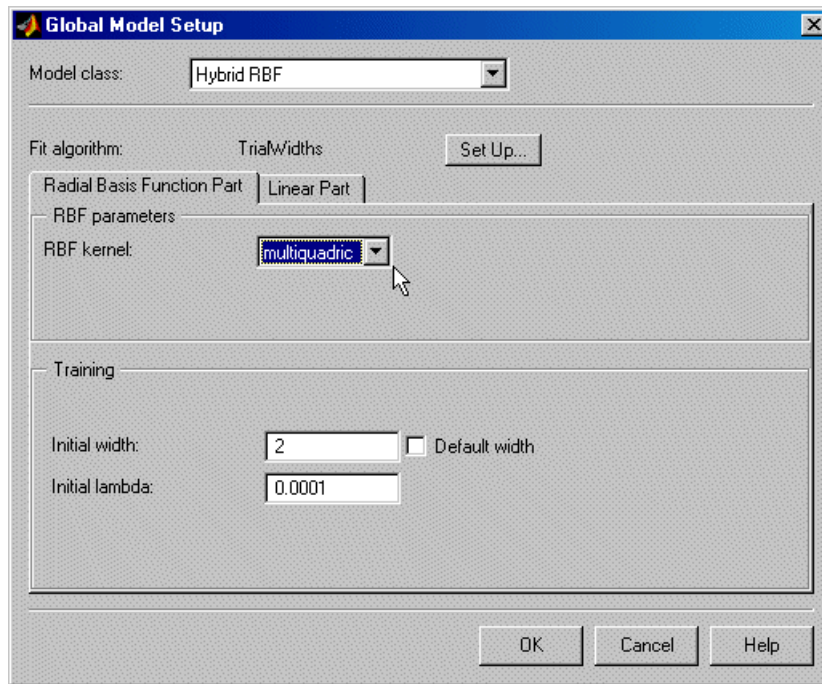 Global Model Setup
Model class: Hybrid RBF
Fit algorithm: TrialWidths Set Up...
Radial Basis Function Part Linear Part
RBF parameters
RBF kernel: multiquadric
Training
Initial width: 2 Default width
Initial lambda: 0.0001
OK Cancel Help